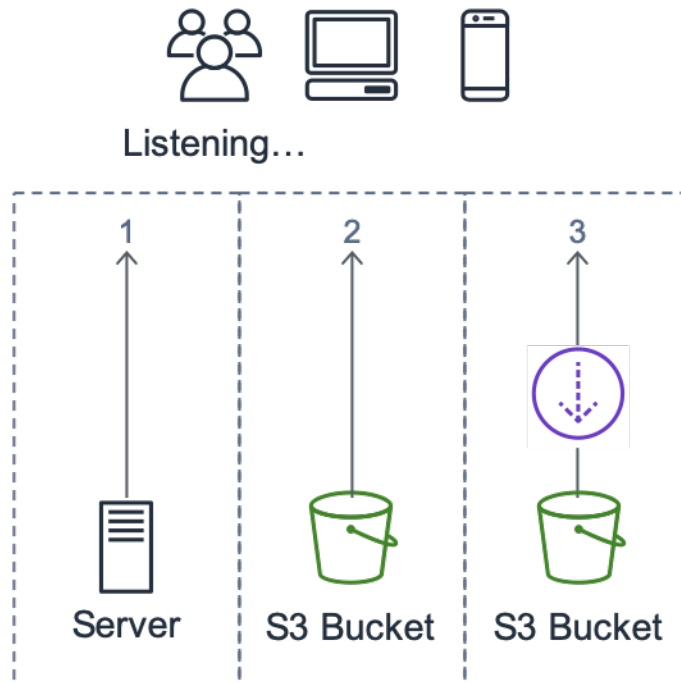 Listening…
1
2
3
Server
S3 Bucket
S3 Bucket